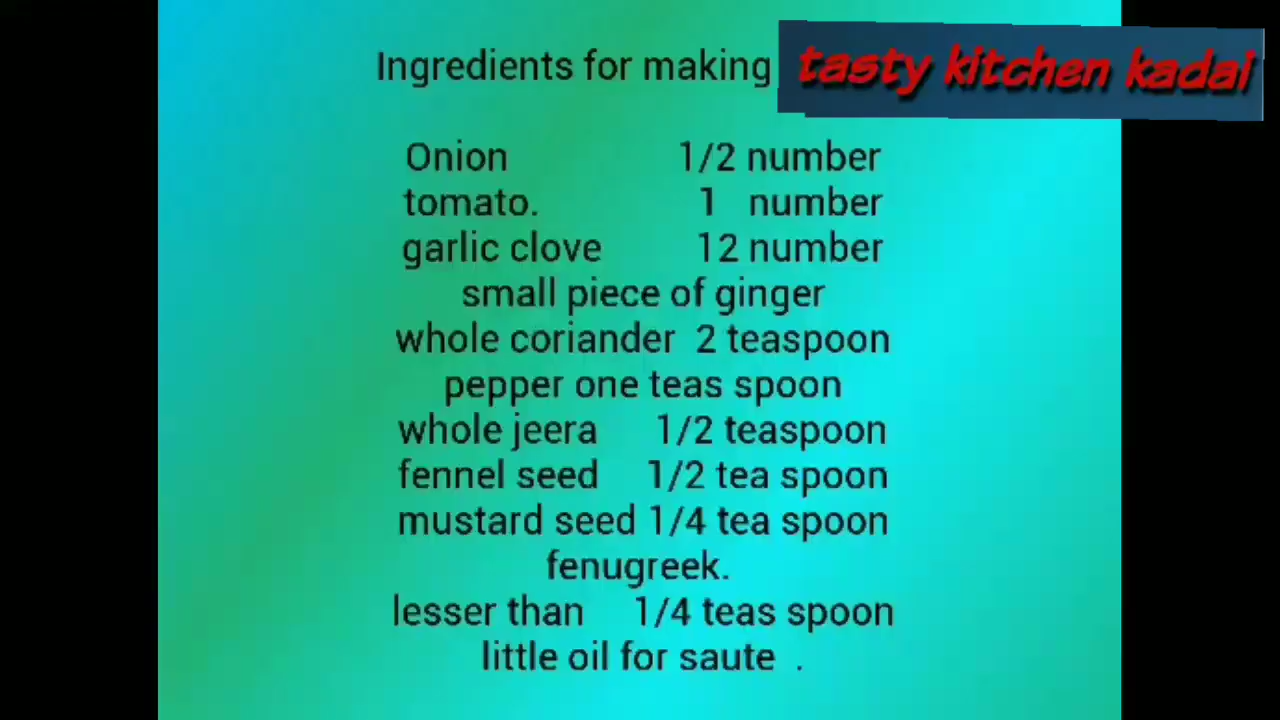 Ingredients for making
tasty kitchen kadai
Onion 1/2 number
tomato. 1 number
garlic clove 12 number
small piece of ginger
whole coriander 2 teaspoon
pepper one teas spoon
whole jeera 1/2 teaspoon
fennel seed 1/2 tea spoon
mustard seed 1/4 tea spoon
fenugreek.
lesser than 1/4 teas spoon
little oil for saute .